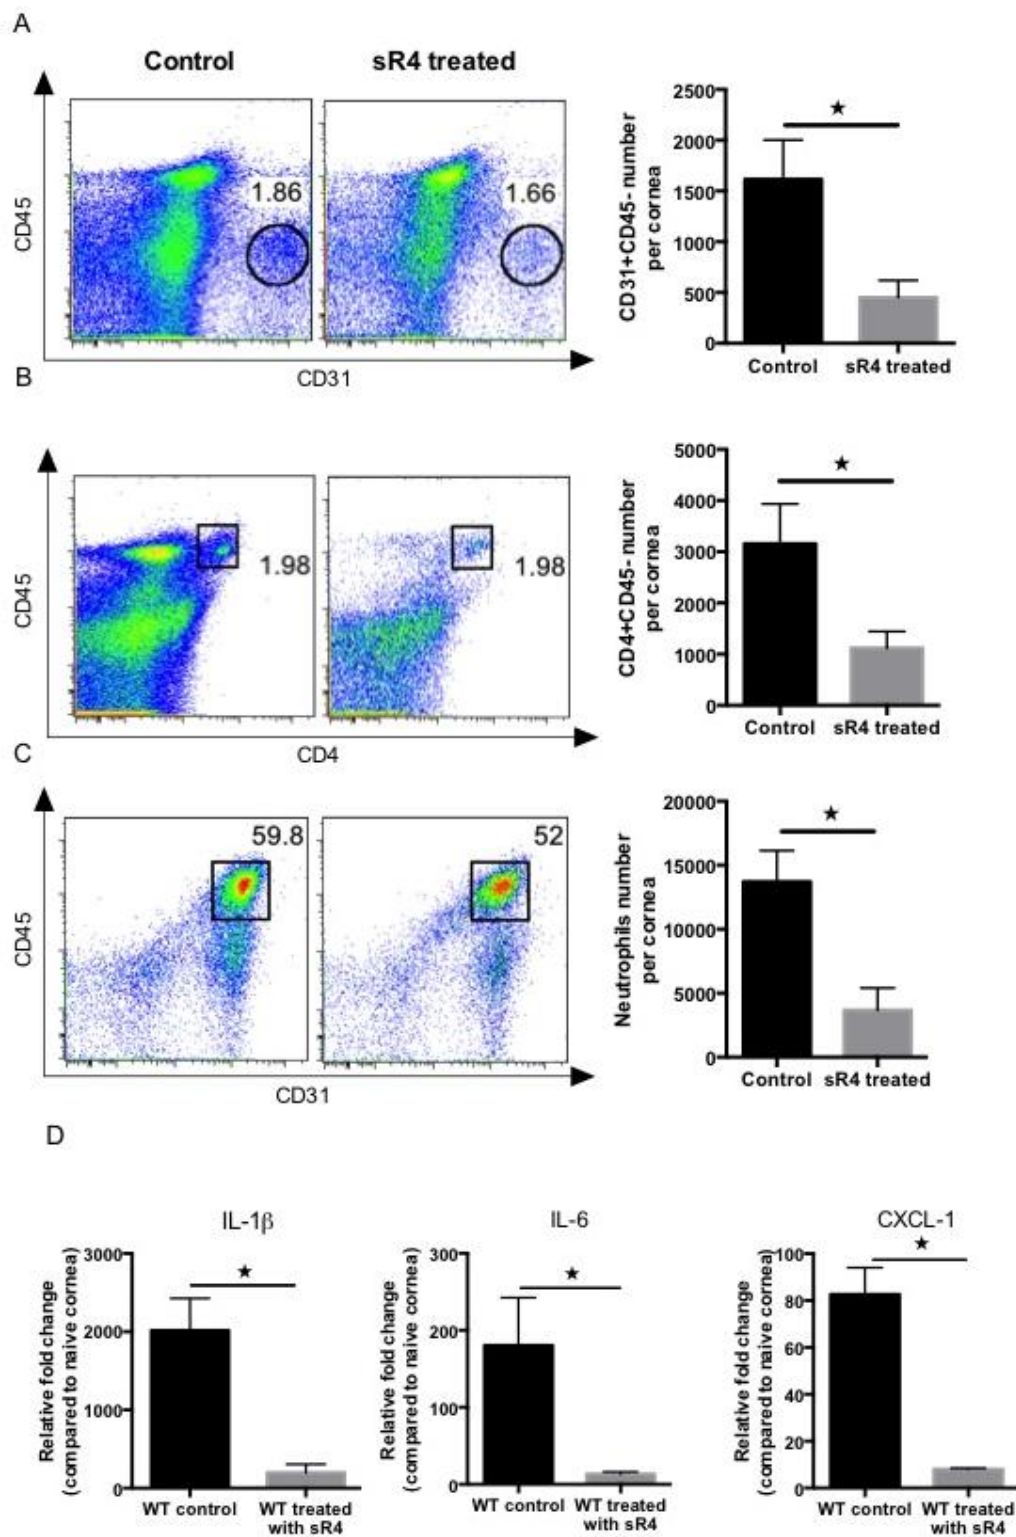 A
Control
sR4 treated
CD45
1.86
1.66
CD31
CD31+CD45- number
per cornea
2500
2000
1500
1000
500
0
Control
sR4 treated
B
CD45
1.98
1.98
CD4
CD4+CD45- number
per cornea
5000
4000
3000
2000
1000
0
Control
sR4 treated
C
CD45
59.8
52
CD31
Neutrophils number
per cornea
20000
15000
10000
5000
0
Control
sR4 treated
D
IL-1β
Relative fold change
(compared to naive cornea)
3000
2000
1000
0
WT control
WT treated
with sR4
IL-6
Relative fold change
(compared to naive cornea)
300
200
100
0
WT control
WT treated
with sR4
CXCL-1
Relative fold change
(compared to naive cornea)
100
80
60
40
20
0
WT control
WT treated
with sR4